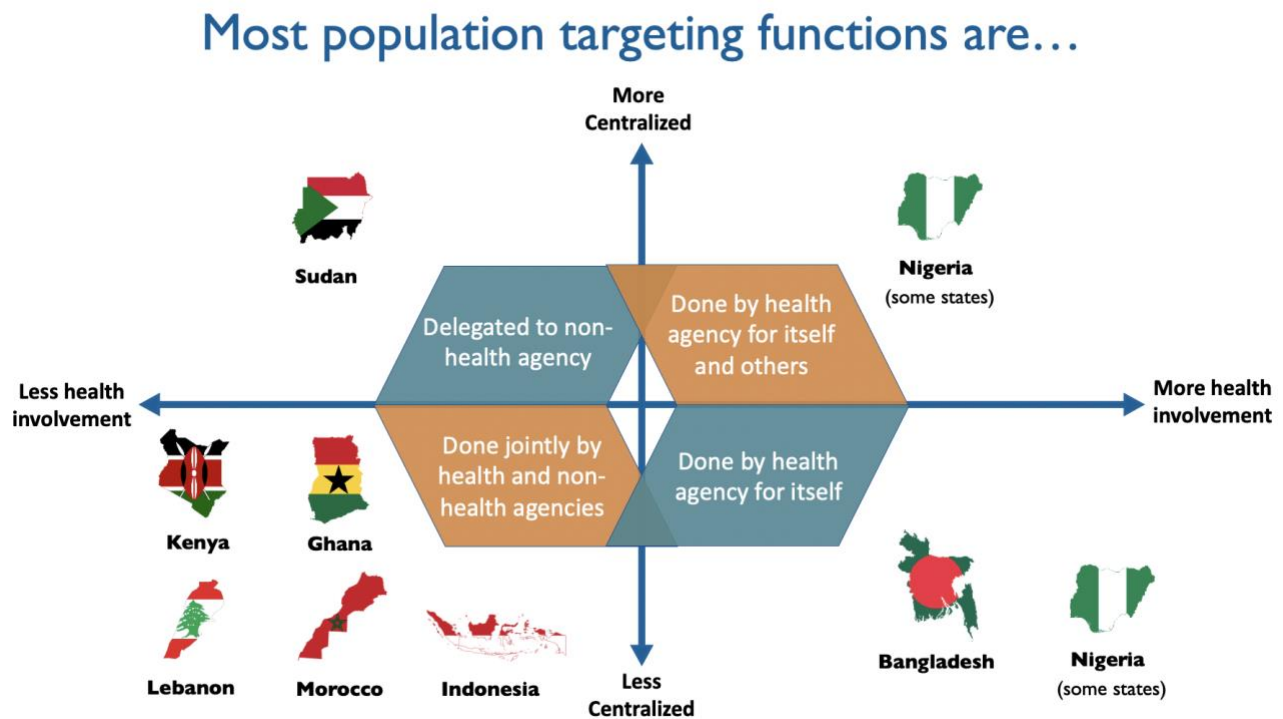 Most population targeting functions are…
More
Centralized
Sudan
Nigeria
(some states)
Delegated to non-
health agency
Done by health
agency for itself
and others
Less health
involvement
More health
involvement
Done jointly by
health and non-
health agencies
Done by health
agency for itself
Kenya
Ghana
Lebanon
Morocco
Indonesia
Less
Centralized
Bangladesh
Nigeria
(some states)